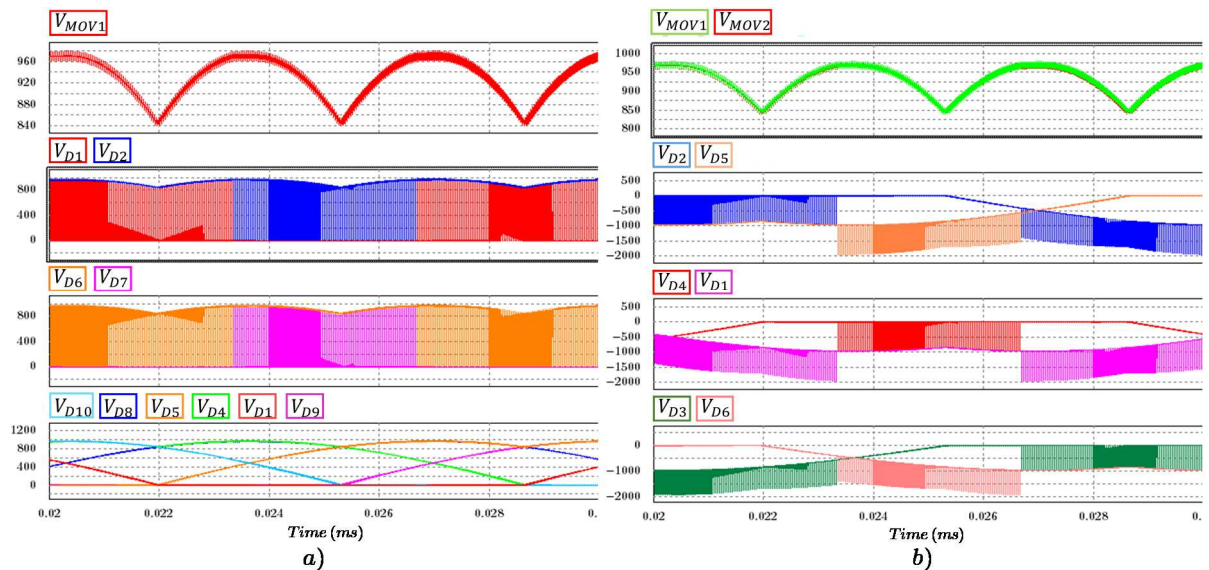 V_MOV1
960
920
880
840
V_D1 V_D2
800
400
0
V_D6 V_D7
800
400
0
V_D10 V_D8 V_D5 V_D4 V_D1 V_D9
1200
800
400
0
0.02 0.022 0.024 0.026 0.028 0.
Time (ms)
a)
V_MOV1 V_MOV2
1000
950
900
850
800
V_D2 V_D5
500
0
−500
−1000
−1500
−2000
V_D4 V_D1
500
0
−500
−1000
−1500
−2000
V_D3 V_D6
0
−1000
−2000
0.02 0.022 0.024 0.026 0.028 0.
Time (ms)
b)